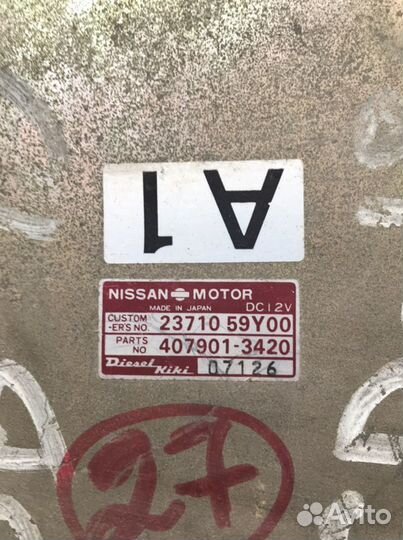 A1
NISSAN MOTOR
MADE IN JAPAN DC12V
CUSTOM
-ER'S NO. 23710 59Y00
PARTS
NO 407901-3420
Diesel
Kiki 07126
27
Avito